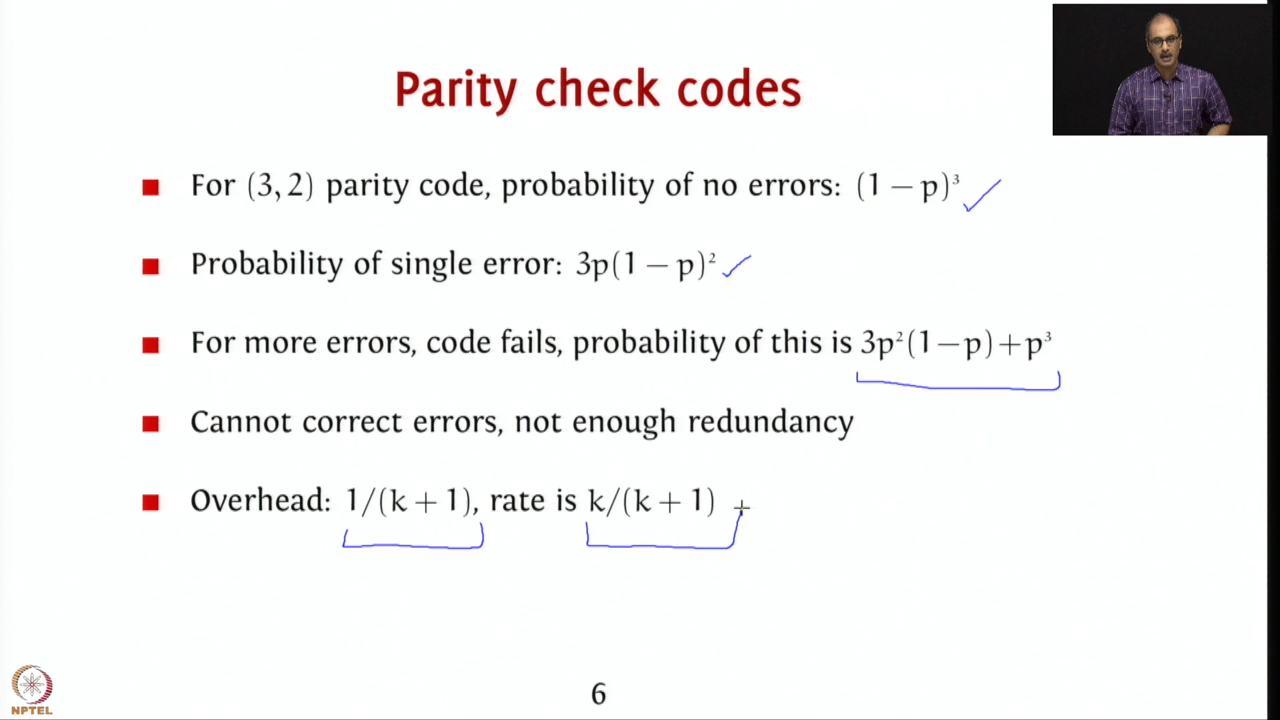 Parity check codes
For (3, 2) parity code, probability of no errors: (1 − p)³
Probability of single error: 3p(1 − p)²
For more errors, code fails, probability of this is 3p²(1−p)+p³
Cannot correct errors, not enough redundancy
Overhead: 1/(k + 1), rate is k/(k + 1)
NPTEL
6